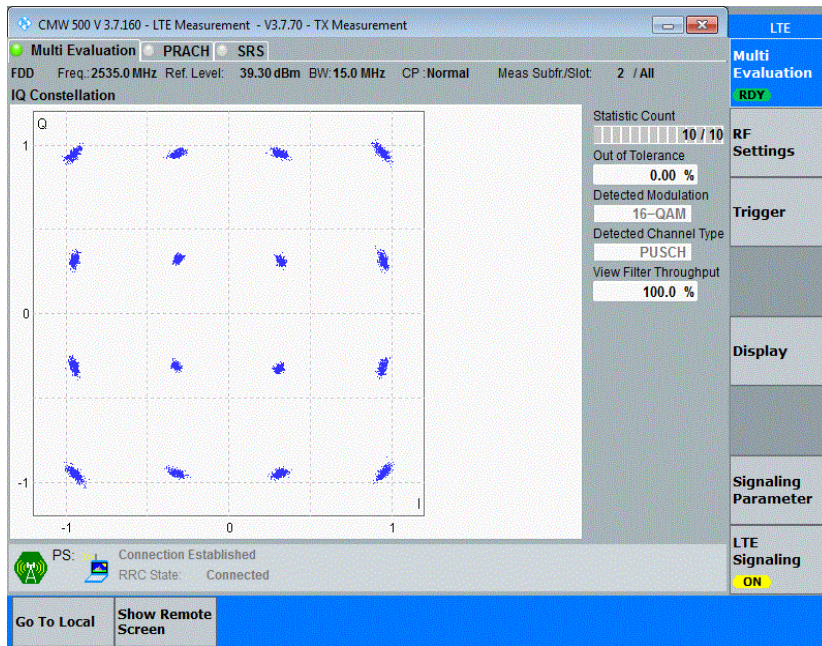 CMW 500 V 3.7.160 - LTE Measurement - V3.7.70 - TX Measurement
LTE
Multi Evaluation PRACH SRS
Multi
Evaluation
RDY
FDD Freq.:2535.0 MHz Ref. Level: 39.30 dBm BW:15.0 MHz CP :Normal Meas Subfr./Slot: 2 / All
IQ Constellation
Q
1
0
-1
I
-1 0 1
Statistic Count
10 / 10
Out of Tolerance
0.00 %
Detected Modulation
16-QAM
Detected Channel Type
PUSCH
View Filter Throughput
100.0 %
RF
Settings
Trigger
Display
Signaling
Parameter
LTE
Signaling
ON
PS: Connection Established
RRC State: Connected
Go To Local
Show Remote
Screen